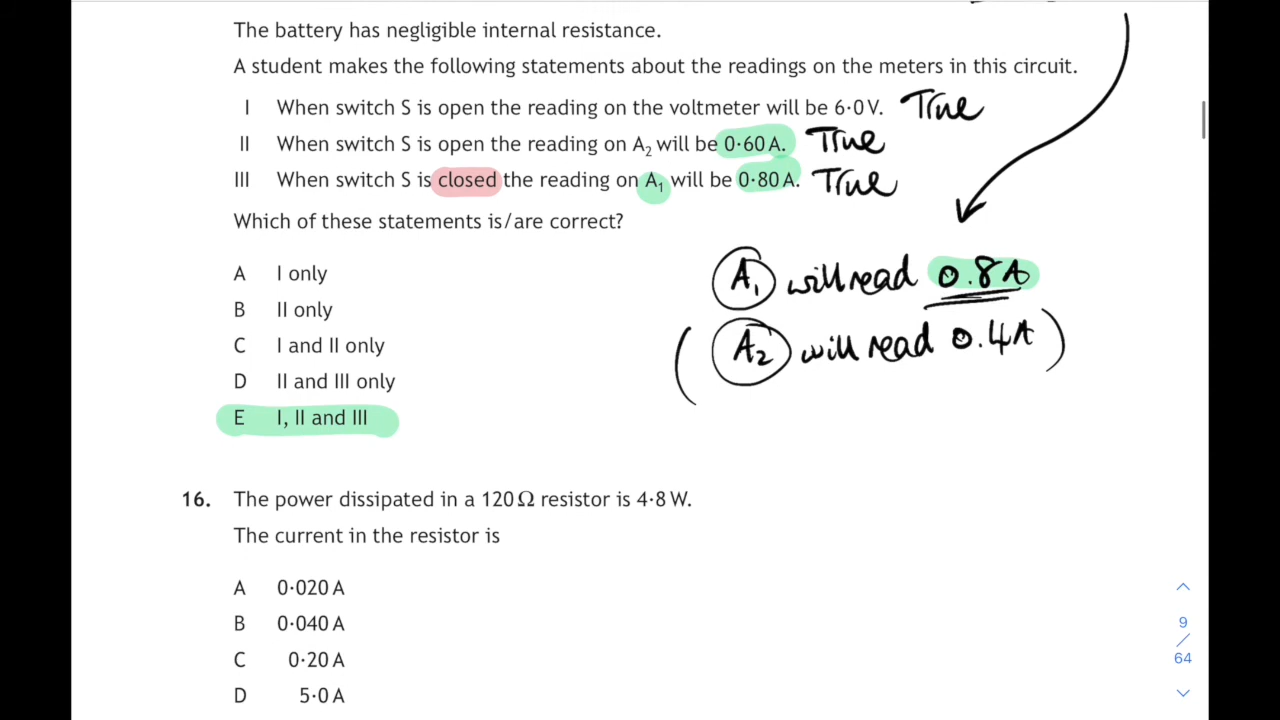 The battery has negligible internal resistance.
A student makes the following statements about the readings on the meters in this circuit.
I When switch S is open the reading on the voltmeter will be 6·0 V. True
II When switch S is open the reading on A₂ will be 0·60 A. True
III When switch S is closed the reading on A₁ will be 0·80 A. True
Which of these statements is/are correct?
A I only
B II only
C I and II only
D II and III only
E I, II and III
A₁ will read 0.8A
( A₂ will read 0.4A )
16. The power dissipated in a 120 Ω resistor is 4·8 W.
The current in the resistor is
A 0·020 A
B 0·040 A
C 0·20 A
D 5·0 A
9
/
64